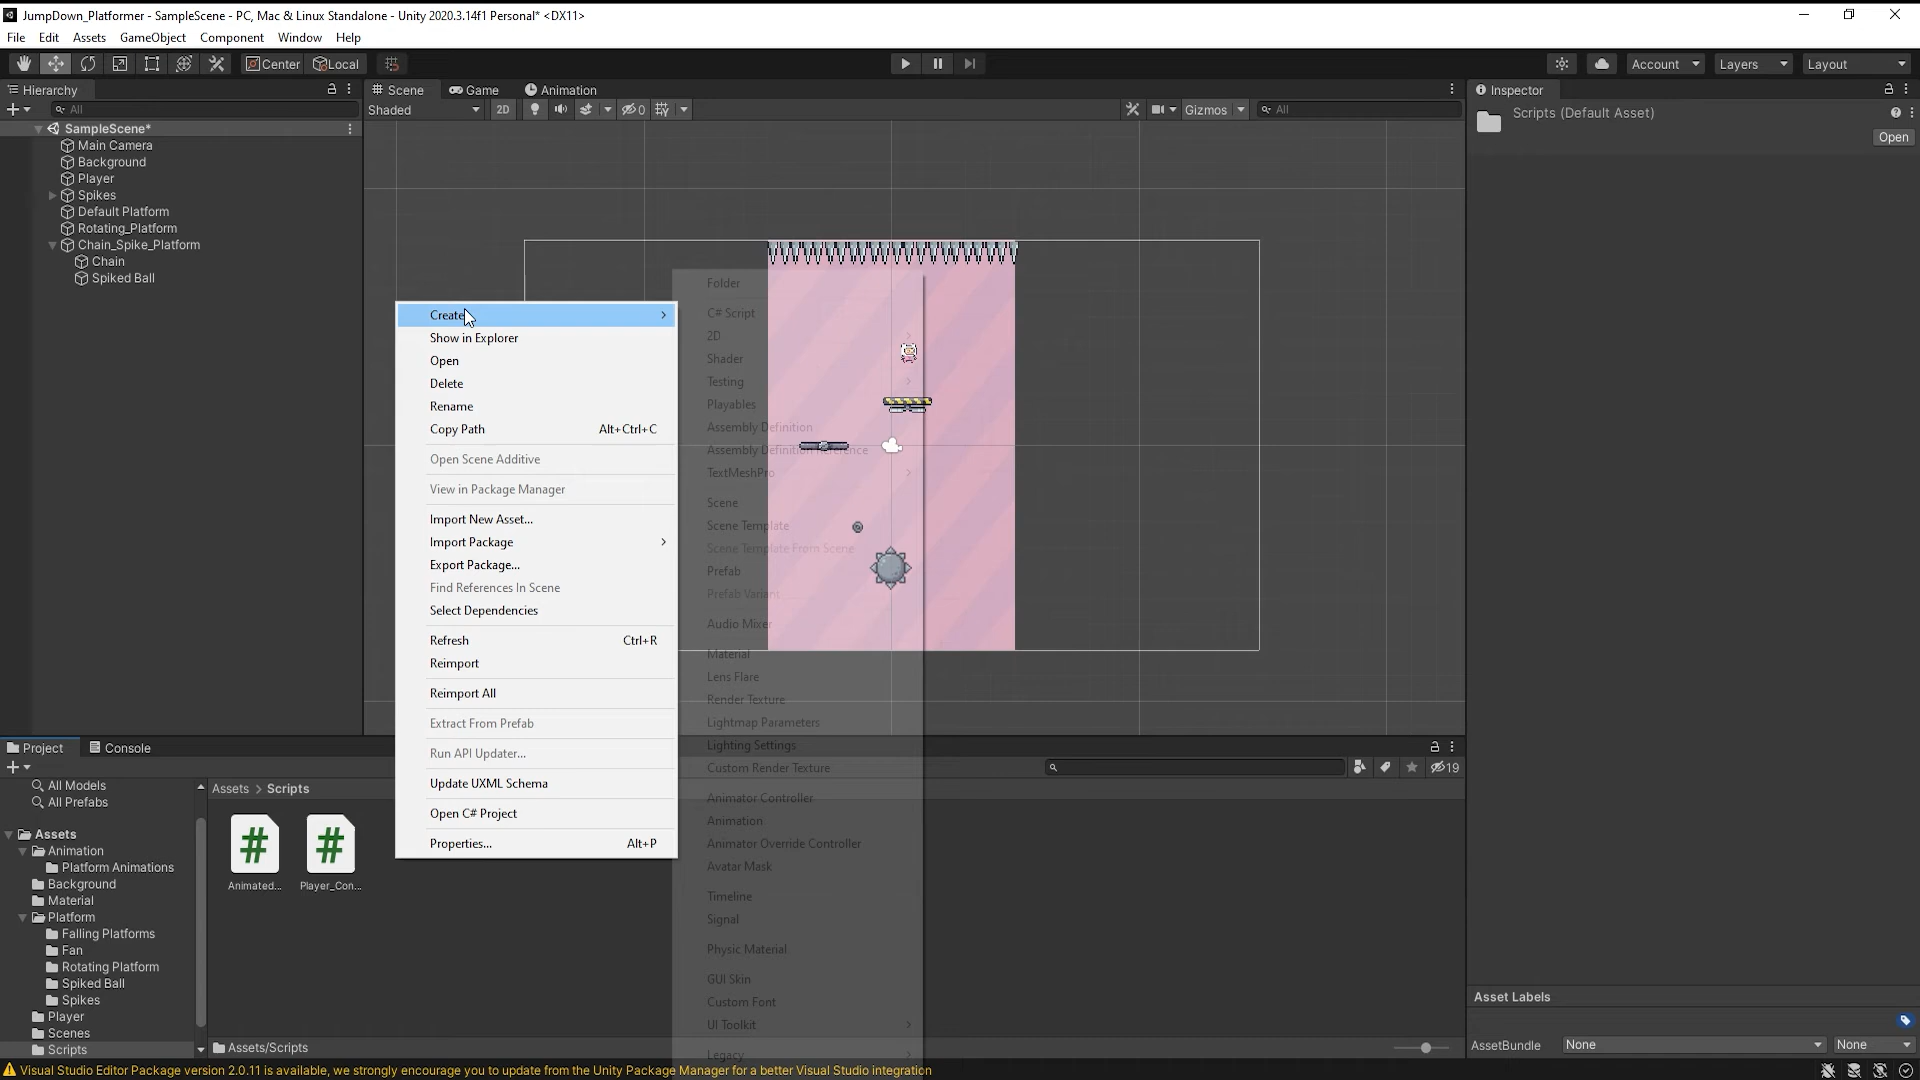 JumpDown_Platformer - SampleScene - PC, Mac & Linux Standalone - Unity 2020.3.14f1 Personal* <DX11>
File Edit Assets GameObject Component Window Help
Center Local Account Layers Layout
Hierarchy
All
SampleScene*
Main Camera
Background
Player
Spikes
Default Platform
Rotating_Platform
Chain_Spike_Platform
Chain
Spiked Ball
Scene Game Animation
Shaded 2D 0 Gizmos All
Create
Show in Explorer
Open
Delete
Rename
Copy Path Alt+Ctrl+C
Open Scene Additive
View in Package Manager
Import New Asset...
Import Package
Export Package...
Find References In Scene
Select Dependencies
Refresh Ctrl+R
Reimport
Reimport All
Extract From Prefab
Run API Updater...
Update UXML Schema
Open C# Project
Properties... Alt+P
Folder
C# Script
2D
Shader
Testing
Playables
Assembly Definition
Assembly Definition Reference
TextMeshPro
Scene
Scene Template
Scene Template From Scene
Prefab
Prefab Variant
Audio Mixer
Material
Lens Flare
Render Texture
Lightmap Parameters
Lighting Settings
Custom Render Texture
Animator Controller
Animation
Animator Override Controller
Avatar Mask
Timeline
Signal
Physic Material
GUI Skin
Custom Font
UI Toolkit
Legacy
Inspector
Scripts (Default Asset)
Open
Project Console
19
All Models
All Prefabs
Assets
Animation
Platform Animations
Background
Material
Platform
Falling Platforms
Fan
Rotating Platform
Spiked Ball
Spikes
Player
Scenes
Scripts
Assets > Scripts
Animated... Player_Con...
Assets/Scripts
Asset Labels
AssetBundle None None
Visual Studio Editor Package version 2.0.11 is available, we strongly encourage you to update from the Unity Package Manager for a better Visual Studio integration